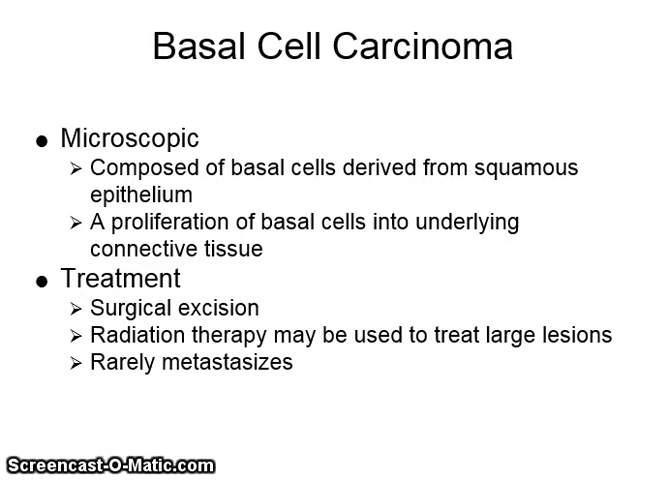 Basal Cell Carcinoma
● Microscopic
➢ Composed of basal cells derived from squamous
epithelium
➢ A proliferation of basal cells into underlying
connective tissue
● Treatment
➢ Surgical excision
➢ Radiation therapy may be used to treat large lesions
➢ Rarely metastasizes
Screencast-O-Matic.com